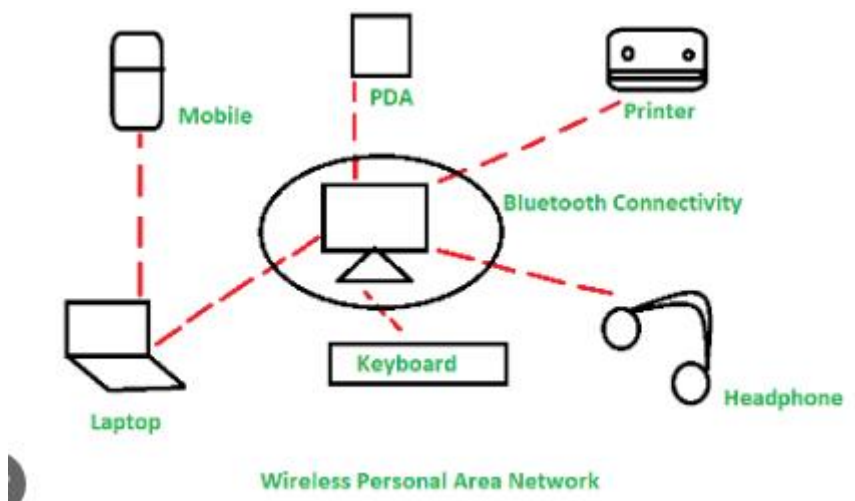 PDA
Mobile
Printer
Bluetooth Connectivity
Keyboard
Headphone
Laptop
Wireless Personal Area Network